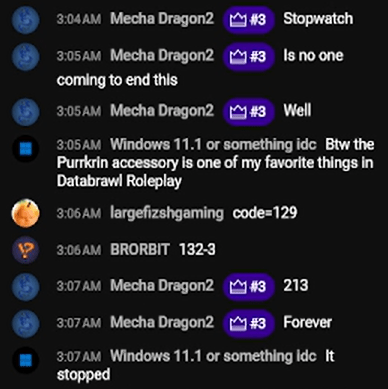 3:04 AM Mecha Dragon2 #3 Stopwatch
3:05 AM Mecha Dragon2 #3 Is no one
coming to end this
3:05 AM Mecha Dragon2 #3 Well
3:05 AM Windows 11.1 or something idc Btw the
Purrkrin accessory is one of my favorite things in
Databrawl Roleplay
3:06 AM largefizshgaming code=129
3:06 AM BRORBIT 132-3
3:07 AM Mecha Dragon2 #3 213
3:07 AM Mecha Dragon2 #3 Forever
3:07 AM Windows 11.1 or something idc It
stopped